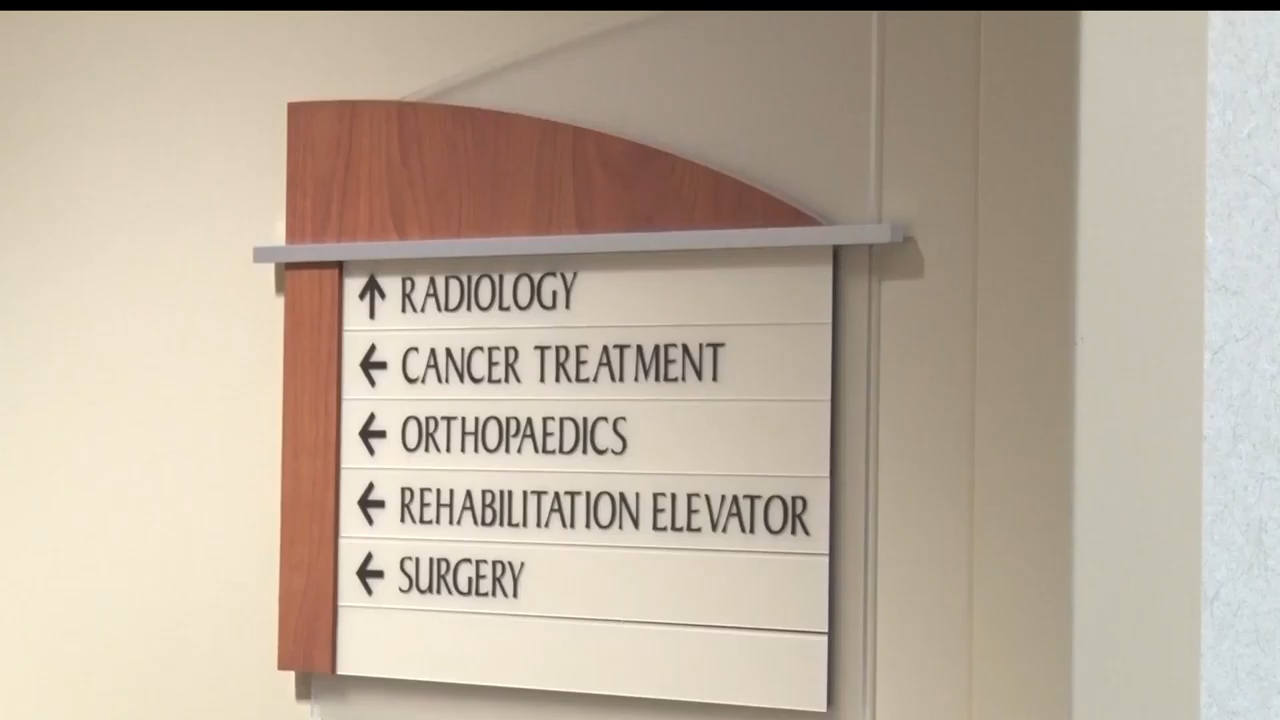 ↑ RADIOLOGY
← CANCER TREATMENT
← ORTHOPAEDICS
← REHABILITATION ELEVATOR
← SURGERY